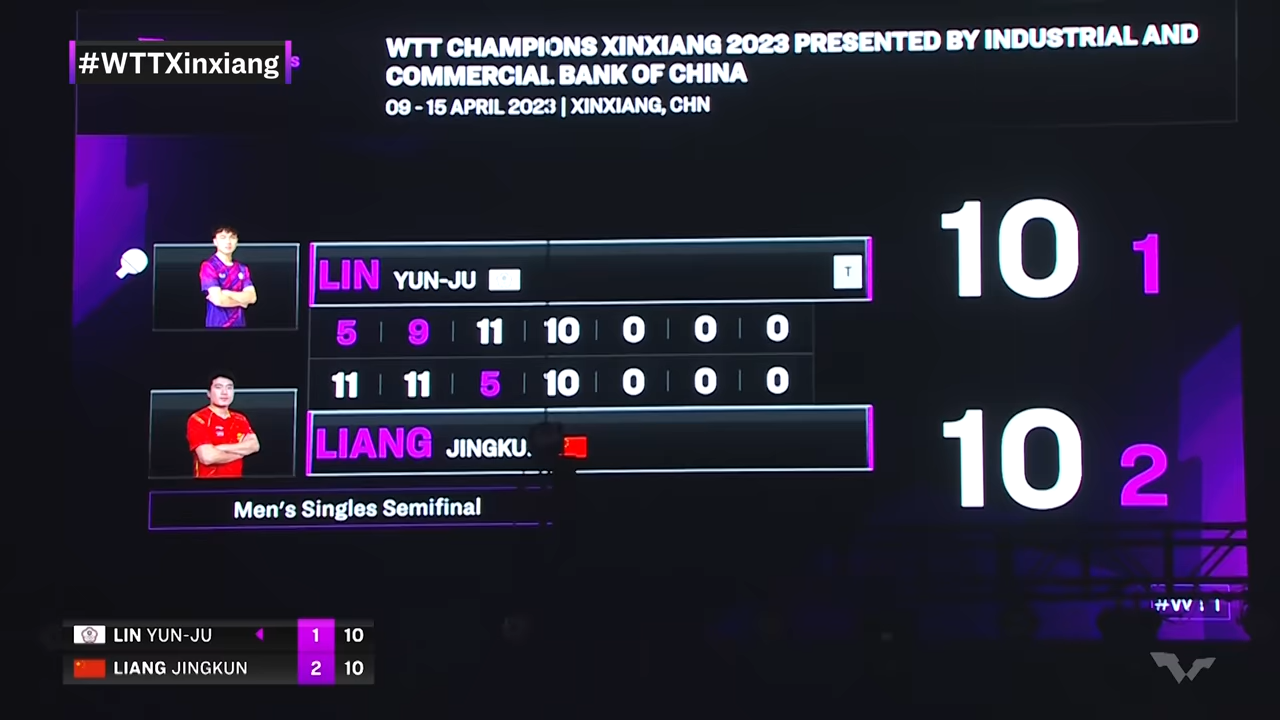 #WTTXinxiang
WTT CHAMPIONS XINXIANG 2023 PRESENTED BY INDUSTRIAL AND
COMMERCIAL BANK OF CHINA
09 - 15 APRIL 2023 | XINXIANG, CHN
LIN YUN-JU T
10 1
5 | 9 | 11 | 10 | 0 | 0 | 0
11 | 11 | 5 | 10 | 0 | 0 | 0
LIANG JINGKU.
10 2
Men's Singles Semifinal
LIN YUN-JU 1 10
LIANG JINGKUN 2 10